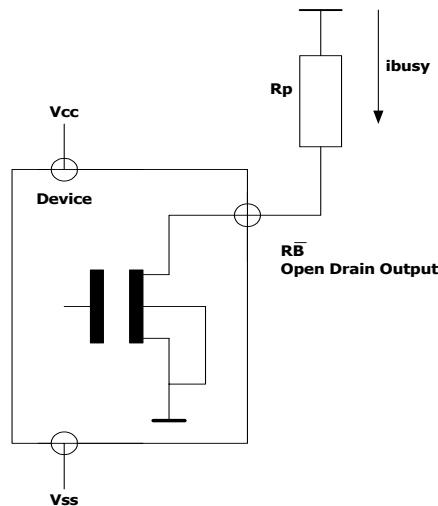 Rp
ibusy
Vcc
Device
RB̅
Open Drain Output
Vss